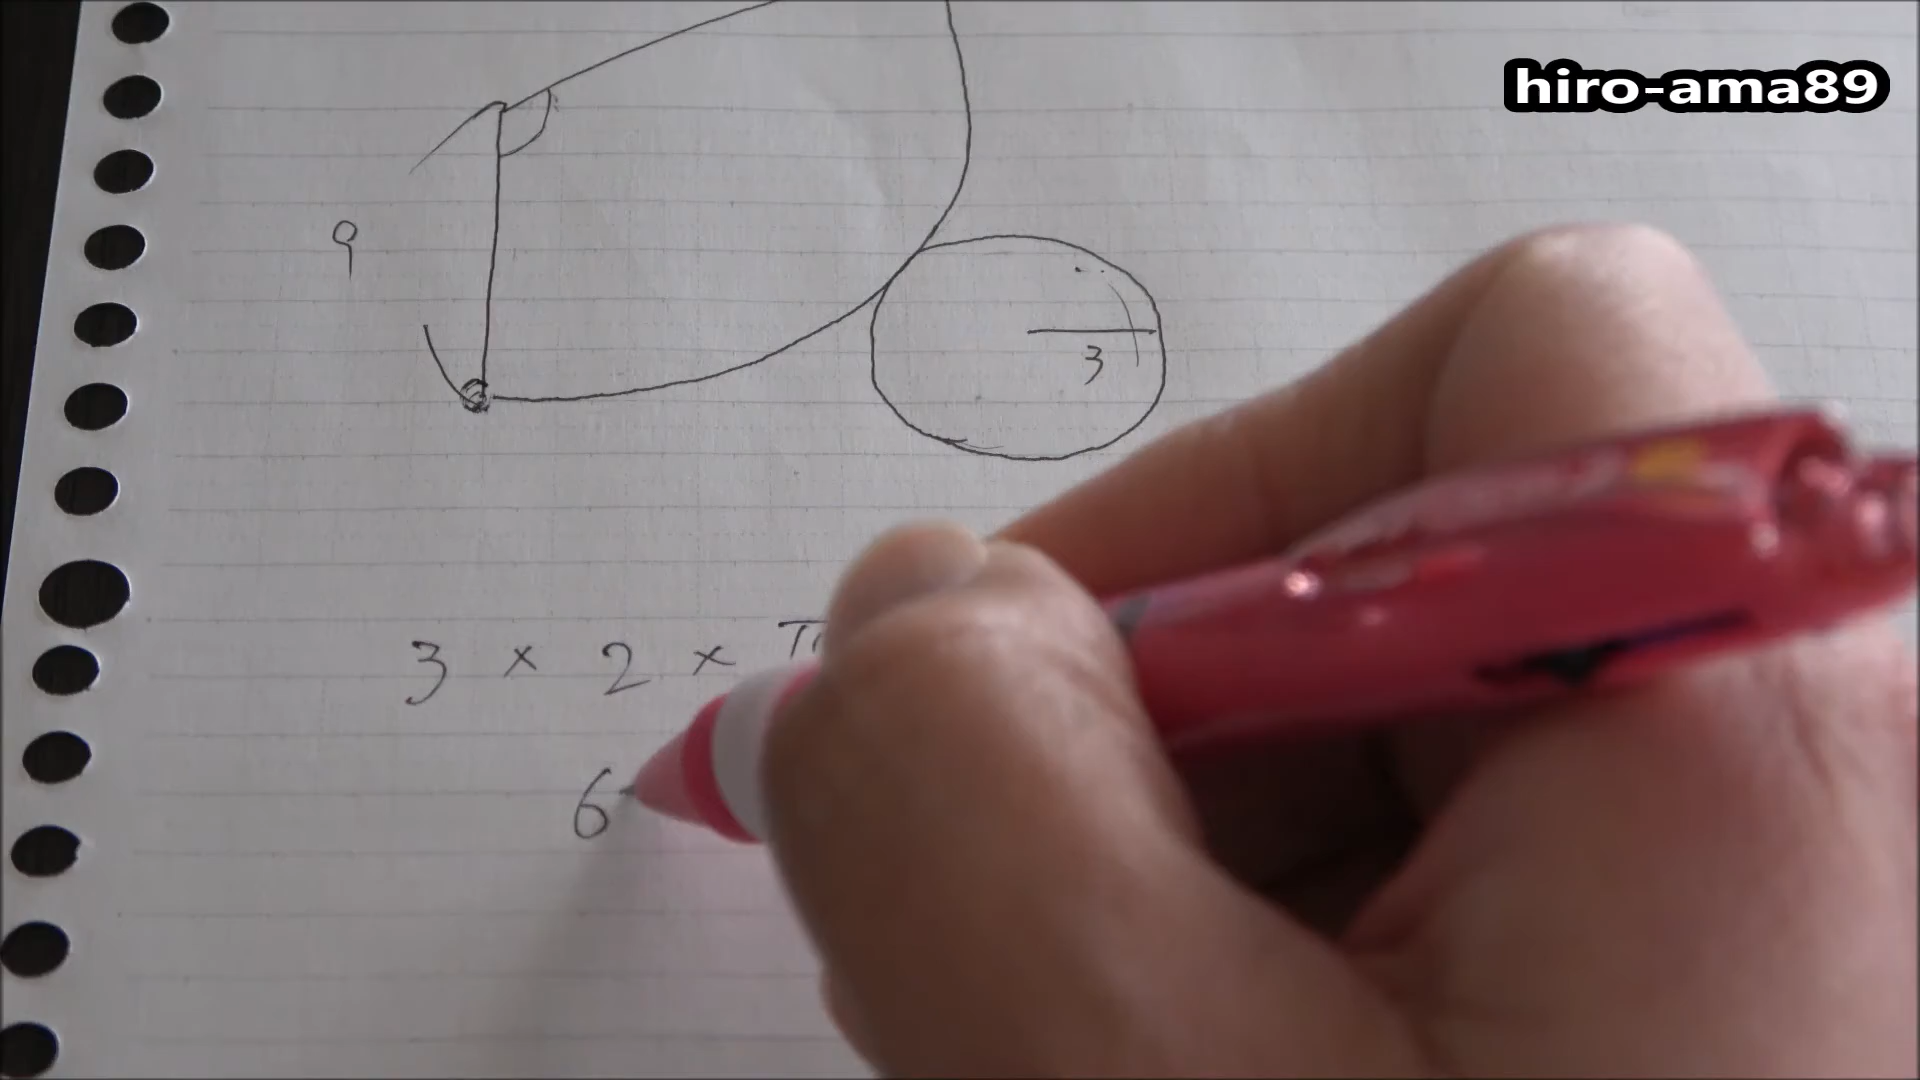 hiro-ama89
9
3
3 × 2 × π
6